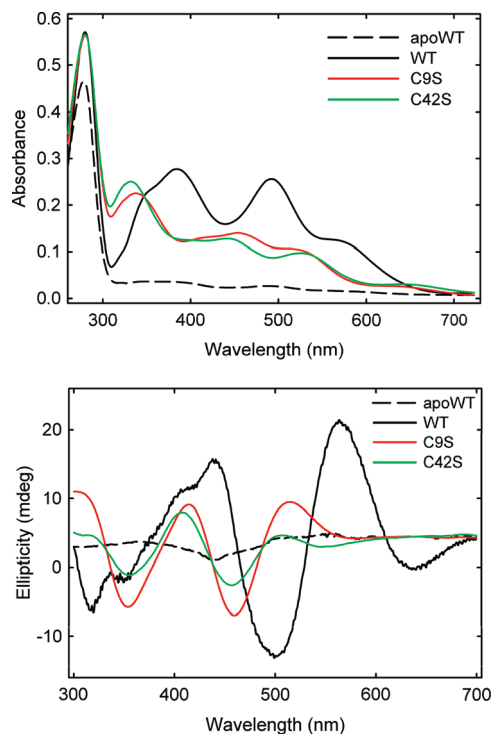 0.6
0.5
0.4
0.3
0.2
0.1
0.0
Absorbance
apoWT
WT
C9S
C42S
300 400 500 600 700
Wavelength (nm)
20
10
0
-10
Ellipticity (mdeg)
apoWT
WT
C9S
C42S
300 400 500 600 700
Wavelength (nm)